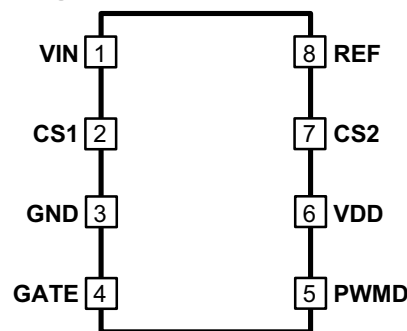 VIN 1 8 REF
CS1 2 7 CS2
GND 3 6 VDD
GATE 4 5 PWMD